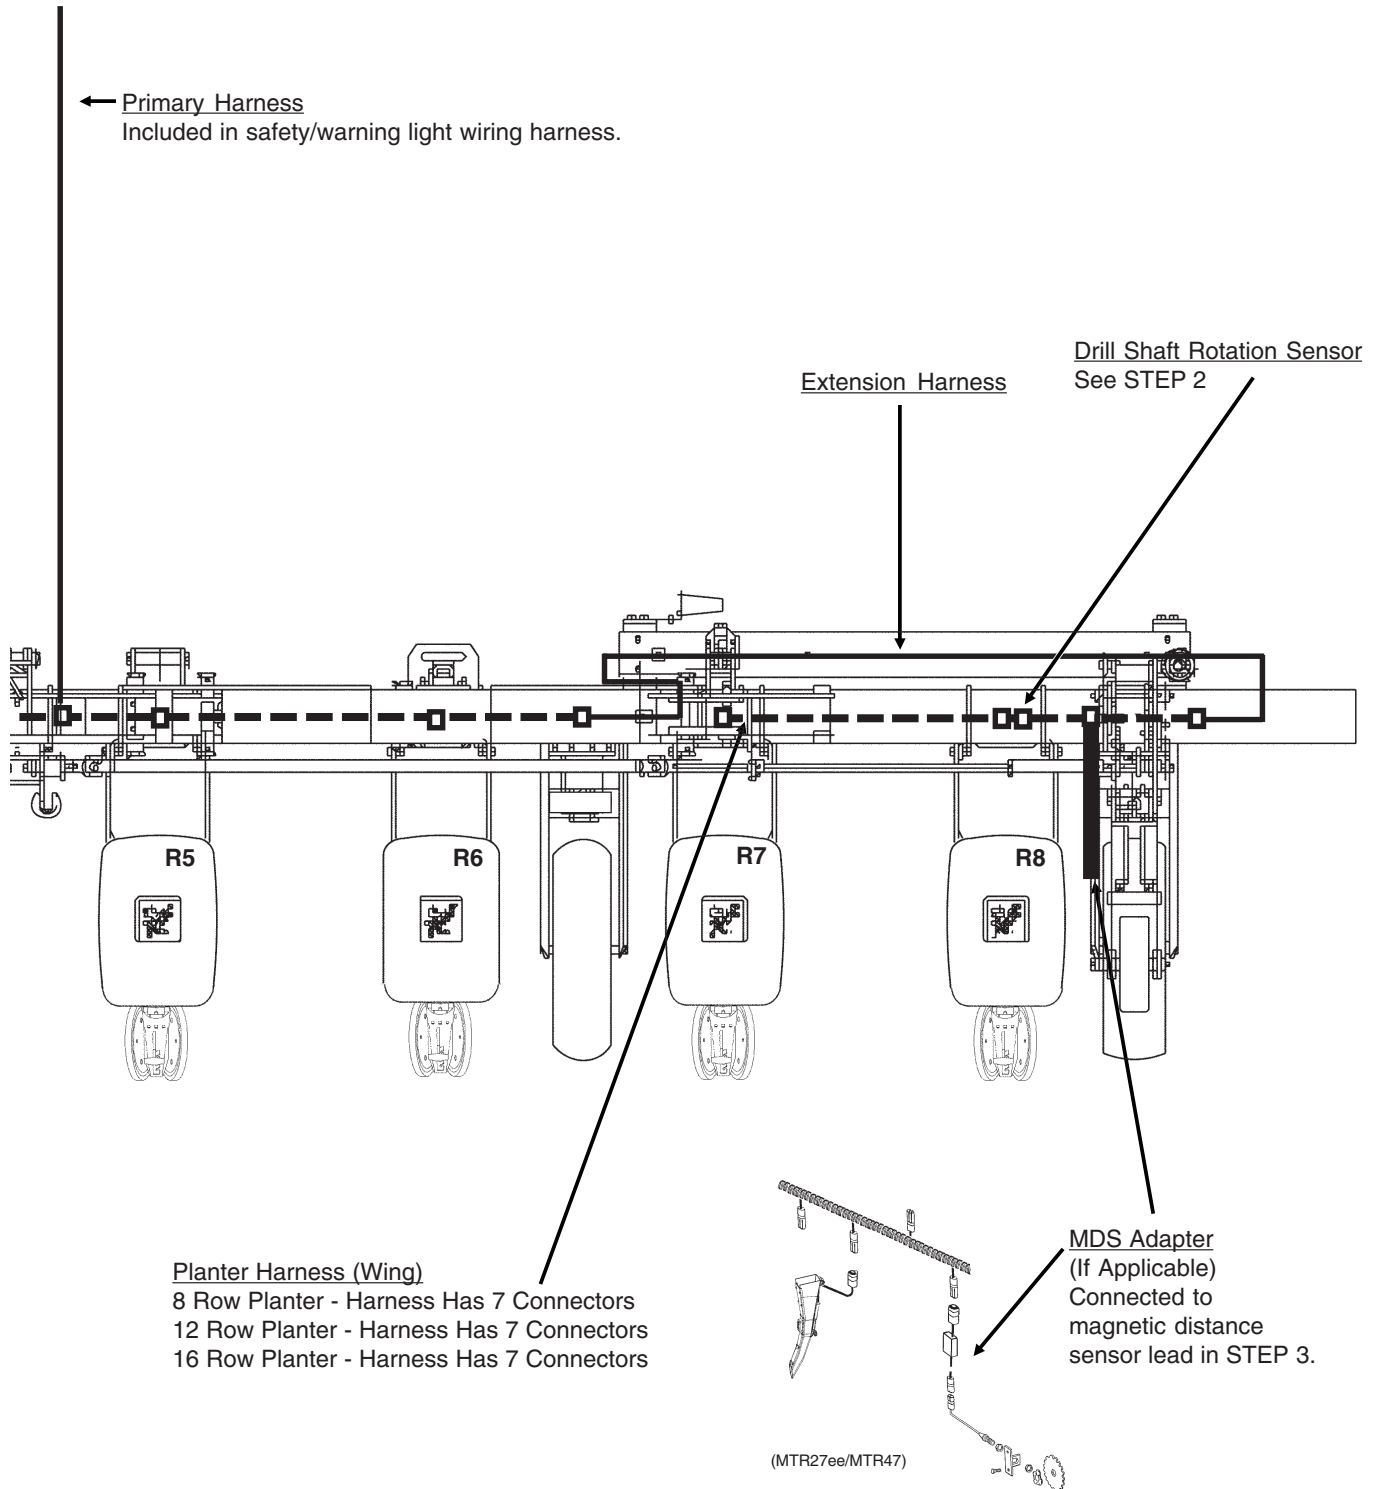 Primary Harness
Included in safety/warning light wiring harness.
Drill Shaft Rotation Sensor
See STEP 2
Extension Harness
R5
R6
R7
R8
Planter Harness (Wing)
8 Row Planter - Harness Has 7 Connectors
12 Row Planter - Harness Has 7 Connectors
16 Row Planter - Harness Has 7 Connectors
MDS Adapter
(If Applicable)
Connected to
magnetic distance
sensor lead in STEP 3.
(MTR27ee/MTR47)